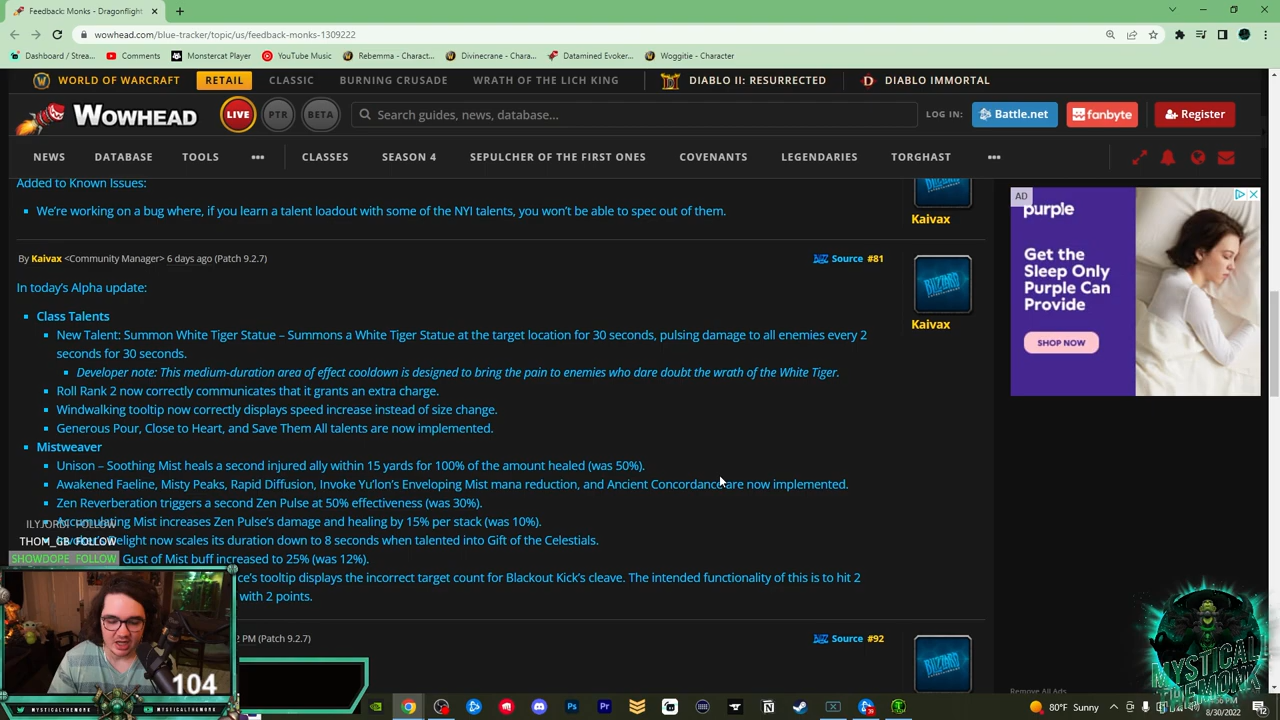 Feedback: Monks - Dragonflight
wowhead.com/blue-tracker/topic/us/feedback-monks-1309222
Dashboard / Strea... Comments Monstercat Player YouTube Music Rebemma - Charact... Divinecrane - Chara... Datamined Evoker... Woggitie - Character
WORLD OF WARCRAFT RETAIL CLASSIC BURNING CRUSADE WRATH OF THE LICH KING DIABLO II: RESURRECTED DIABLO IMMORTAL
WOWHEAD LIVE PTR BETA Search guides, news, database... LOG IN: Battle.net fanbyte Register
NEWS DATABASE TOOLS ••• CLASSES SEASON 4 SEPULCHER OF THE FIRST ONES COVENANTS LEGENDARIES TORGHAST •••
Added to Known Issues:
We're working on a bug where, if you learn a talent loadout with some of the NYI talents, you won't be able to spec out of them.
Kaivax
By Kaivax <Community Manager> 6 days ago (Patch 9.2.7) Source #81
BLIZZARD
Kaivax
In today's Alpha update:
Class Talents
New Talent: Summon White Tiger Statue – Summons a White Tiger Statue at the target location for 30 seconds, pulsing damage to all enemies every 2
seconds for 30 seconds.
Developer note: This medium-duration area of effect cooldown is designed to bring the pain to enemies who dare doubt the wrath of the White Tiger.
Roll Rank 2 now correctly communicates that it grants an extra charge.
Windwalking tooltip now correctly displays speed increase instead of size change.
Generous Pour, Close to Heart, and Save Them All talents are now implemented.
Mistweaver
Unison – Soothing Mist heals a second injured ally within 15 yards for 100% of the amount healed (was 50%).
Awakened Faeline, Misty Peaks, Rapid Diffusion, Invoke Yu'lon's Enveloping Mist mana reduction, and Ancient Concordance are now implemented.
Zen Reverberation triggers a second Zen Pulse at 50% effectiveness (was 30%).
Accumulating Mist increases Zen Pulse's damage and healing by 15% per stack (was 10%).
Delight now scales its duration down to 8 seconds when talented into Gift of the Celestials.
Gust of Mist buff increased to 25% (was 12%).
ce's tooltip displays the incorrect target count for Blackout Kick's cleave. The intended functionality of this is to hit 2
with 2 points.
2 PM (Patch 9.2.7) Source #92
ILYJORG FOLLOW
THOM_GB FOLLOW
SHOWDOPE FOLLOW
104
MYSTICALTHEMONK MYSTICALTHEMONK
AD
purple
Get the
Sleep Only
Purple Can
Provide
SHOP NOW
Remove All Ads
MYSTICAL
THEMONK
80°F Sunny
8/30/2022
12